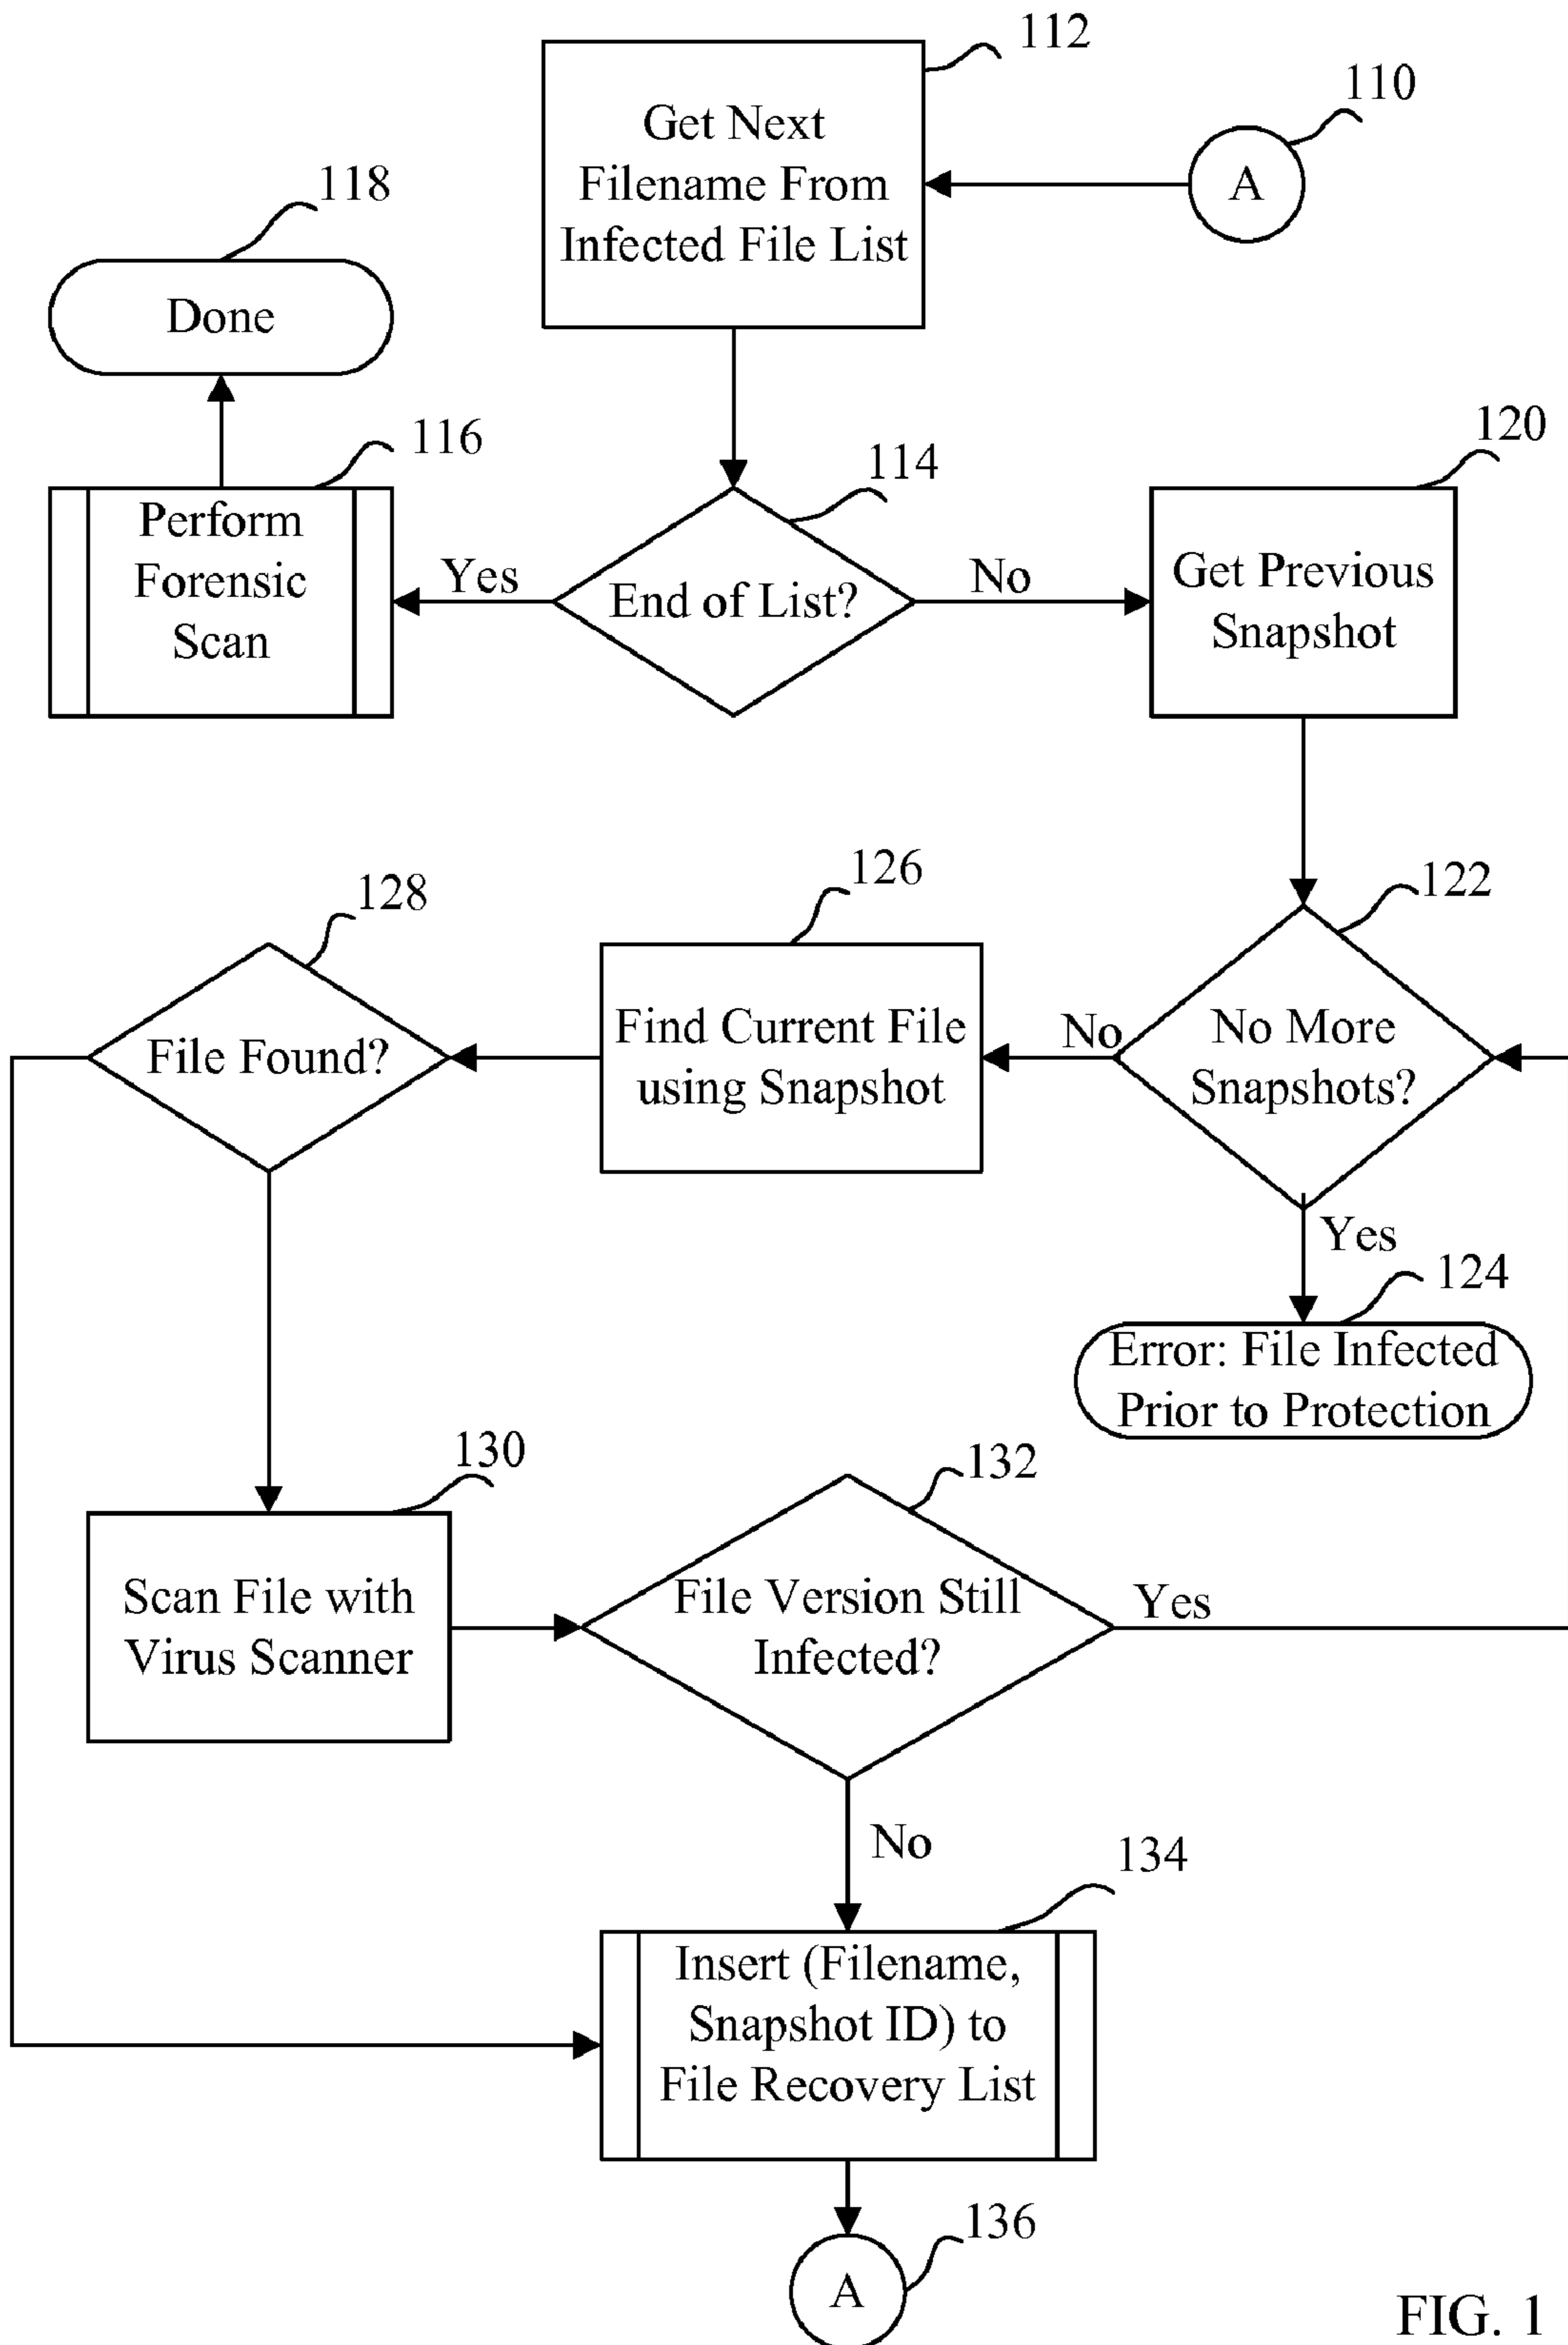 112
Get Next
Filename From
Infected File List
110
A
118
Done
116
Perform
Forensic
Scan
114
End of List?
Yes
No
120
Get Previous
Snapshot
122
No More
Snapshots?
No
Yes
124
Error: File Infected
Prior to Protection
126
Find Current File
using Snapshot
128
File Found?
130
Scan File with
Virus Scanner
132
File Version Still
Infected?
Yes
No
134
Insert (Filename,
Snapshot ID) to
File Recovery List
136
A
FIG. 1